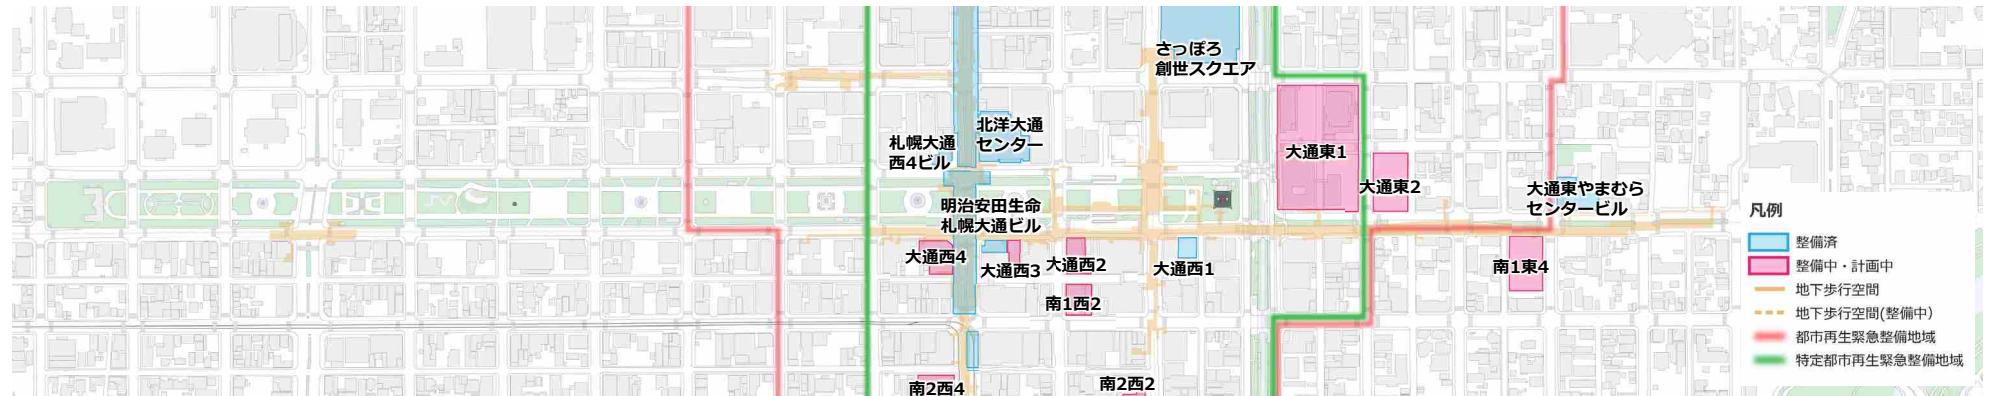 さっぽろ
創世スクエア
北洋大通
センター
札幌大通
西4ビル
大通東1
大通東2
大通東やまむら
センタービル
明治安田生命
札幌大通ビル
大通西4
大通西3
大通西2
大通西1
南1東4
南1西2
南2西4
南2西2
凡例
整備済
整備中・計画中
地下歩行空間
地下歩行空間(整備中)
都市再生緊急整備地域
特定都市再生緊急整備地域